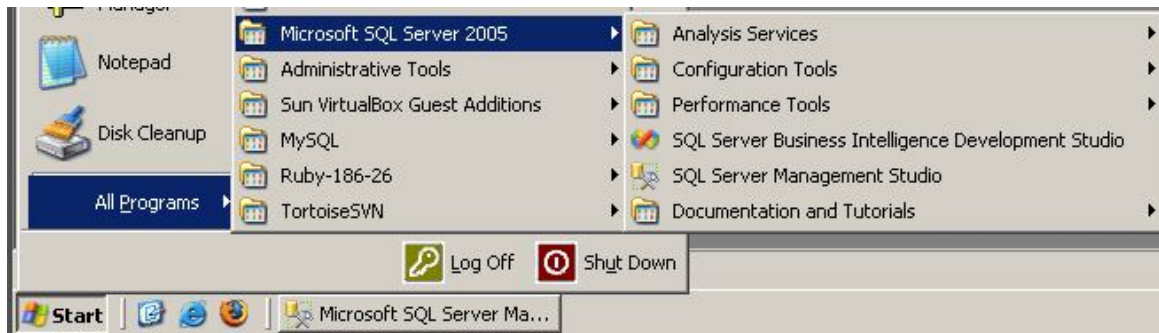 Manager
Notepad
Disk Cleanup
All Programs
Microsoft SQL Server 2005
Administrative Tools
Sun VirtualBox Guest Additions
MySQL
Ruby-186-26
TortoiseSVN
Analysis Services
Configuration Tools
Performance Tools
SQL Server Business Intelligence Development Studio
SQL Server Management Studio
Documentation and Tutorials
Log Off
Shut Down
Start
Microsoft SQL Server Ma...